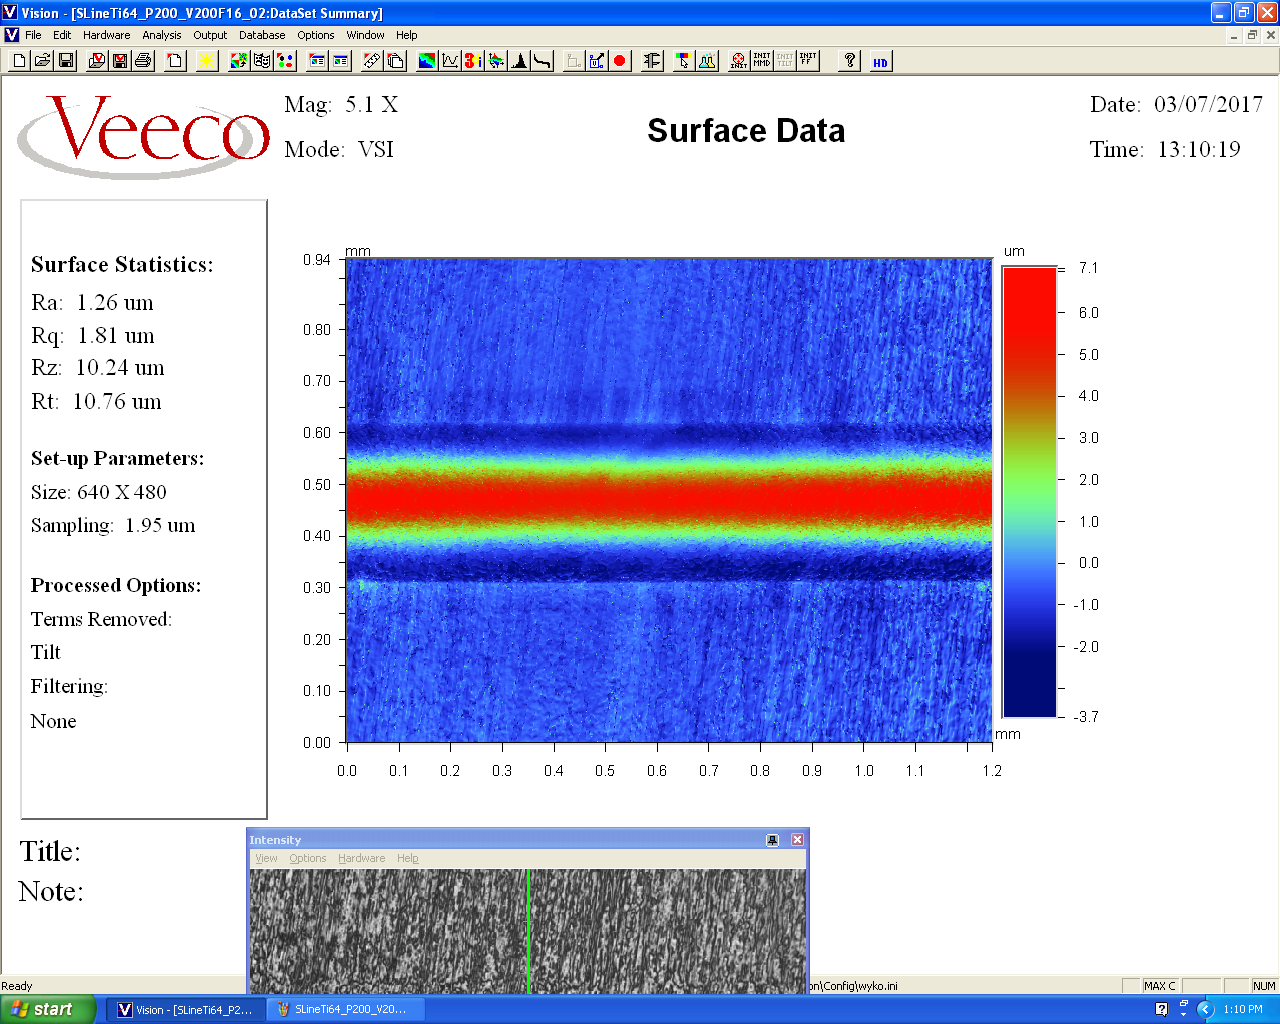 Vision - [SLineTi64_P200_V200F16_02:DataSet Summary]
File Edit Hardware Analysis Output Database Options Window Help
INIT INIT MMD INIT TILT INIT FF ? HD
Veeco
Mag: 5.1 X
Mode: VSI
Surface Data
Date: 03/07/2017
Time: 13:10:19
Surface Statistics:
Ra: 1.26 um
Rq: 1.81 um
Rz: 10.24 um
Rt: 10.76 um
Set-up Parameters:
Size: 640 X 480
Sampling: 1.95 um
Processed Options:
Terms Removed:
Tilt
Filtering:
None
mm
0.94
0.80
0.70
0.60
0.50
0.40
0.30
0.20
0.10
0.00
0.0 0.1 0.2 0.3 0.4 0.5 0.6 0.7 0.8 0.9 1.0 1.1 1.2
mm
um
7.1
6.0
5.0
4.0
3.0
2.0
1.0
0.0
-1.0
-2.0
-3.7
Title:
Note:
Intensity
View Options Hardware Help
Ready
on\Config\wyko.ini
MAX C
NUM
start
Vision - [SLineTi64_P2...
SLineTi64_P200_V20...
1:10 PM